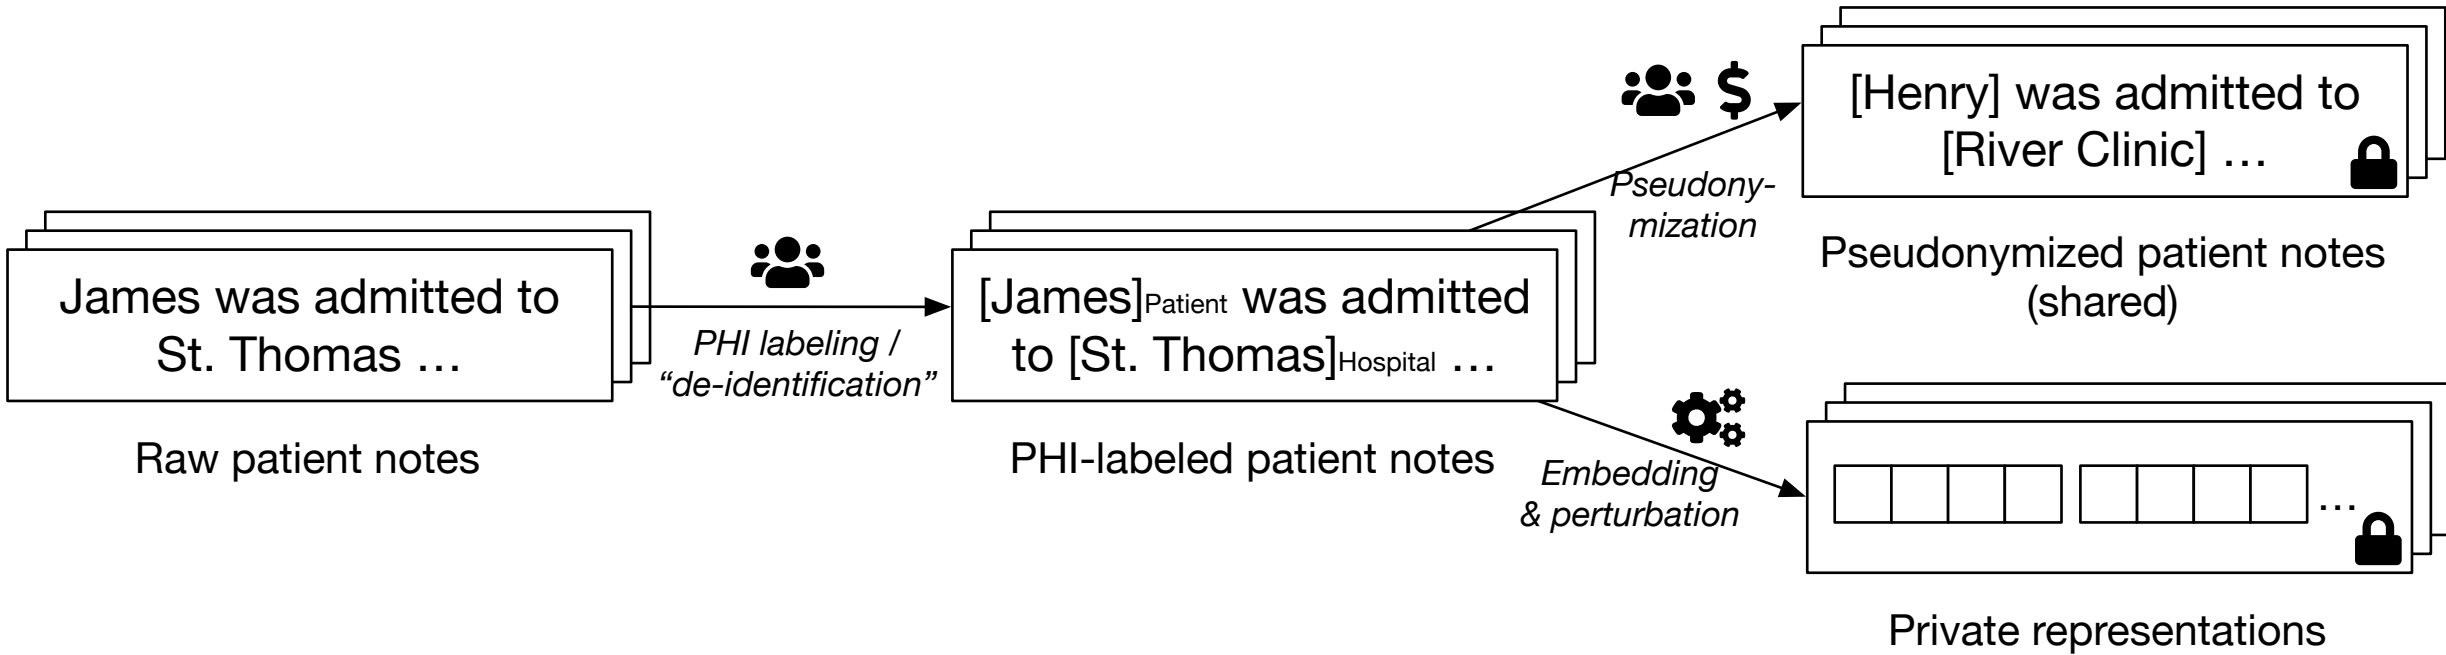 James was admitted to
St. Thomas …
Raw patient notes
PHI labeling /
“de-identification”
[James]Patient was admitted
to [St. Thomas]Hospital …
PHI-labeled patient notes
$
Pseudony-
mization
[Henry] was admitted to
[River Clinic] …
Pseudonymized patient notes
(shared)
Embedding
& perturbation
…
Private representations